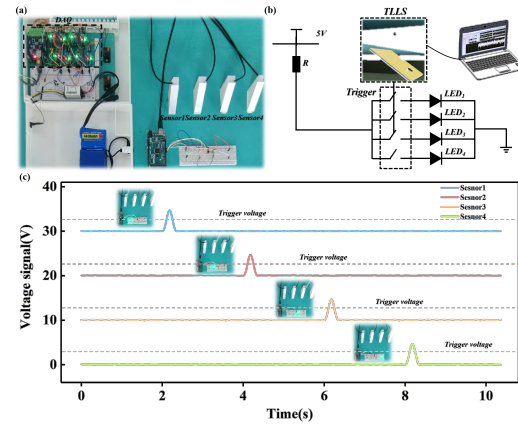 (a)
DAQ
Sensor1 Sensor2 Sensor3 Sensor4
(b)
5V
R
TLLS
Trigger
LED1
LED2
LED3
LED4
(c)
Sesnor1
Sesnor2
Sesnor3
Sesnor4
Trigger voltage
Trigger voltage
Trigger voltage
Trigger voltage
Voltage signal(V)
40
30
20
10
0
0 2 4 6 8 10
Time(s)